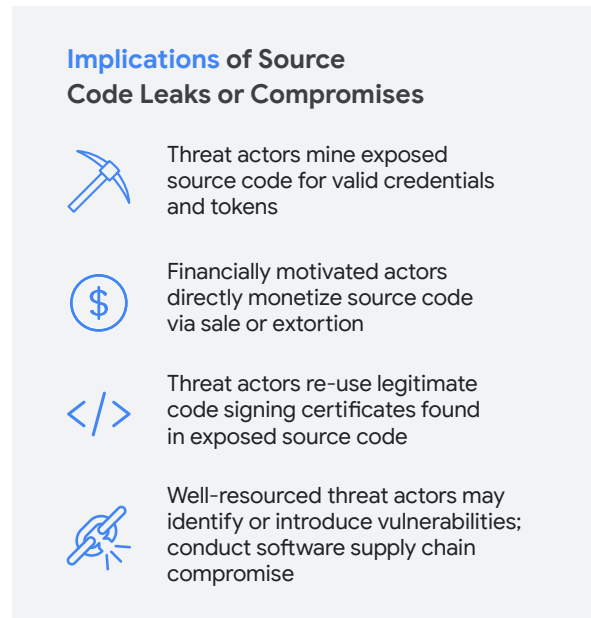 Implications of Source
Code Leaks or Compromises
Threat actors mine exposed
source code for valid credentials
and tokens
$
Financially motivated actors
directly monetize source code
via sale or extortion
</>
Threat actors re-use legitimate
code signing certificates found
in exposed source code
Well-resourced threat actors may
identify or introduce vulnerabilities;
conduct software supply chain
compromise